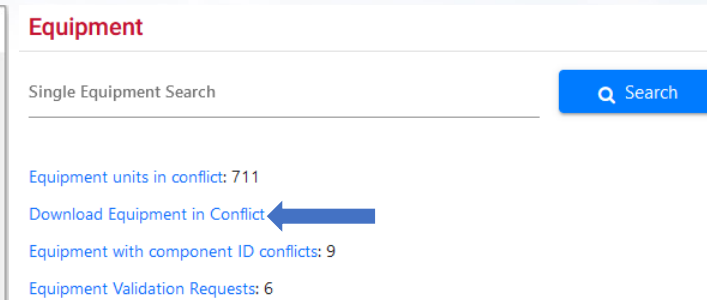 Equipment
Single Equipment Search
Search
Equipment units in conflict: 711
Download Equipment in Conflict
Equipment with component ID conflicts: 9
Equipment Validation Requests: 6